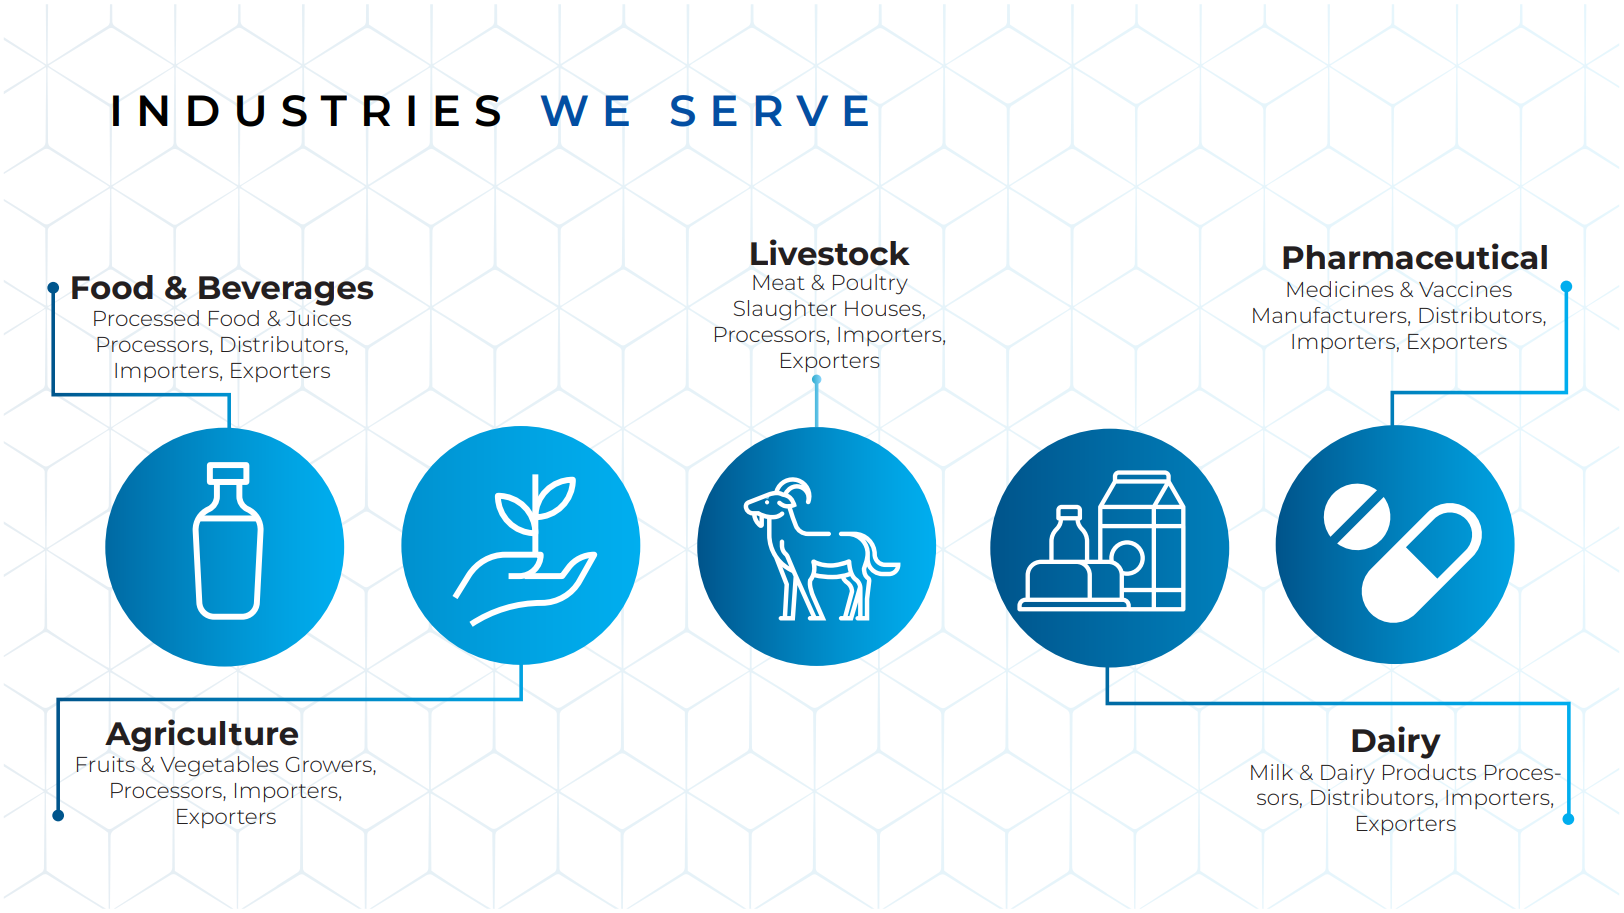 INDUSTRIES WE SERVE
Food & Beverages
Processed Food & Juices
Processors, Distributors,
Importers, Exporters
Livestock
Meat & Poultry
Slaughter Houses,
Processors, Importers,
Exporters
Pharmaceutical
Medicines & Vaccines
Manufacturers, Distributors,
Importers, Exporters
Agriculture
Fruits & Vegetables Growers,
Processors, Importers,
Exporters
Dairy
Milk & Dairy Products Proces-
sors, Distributors, Importers,
Exporters